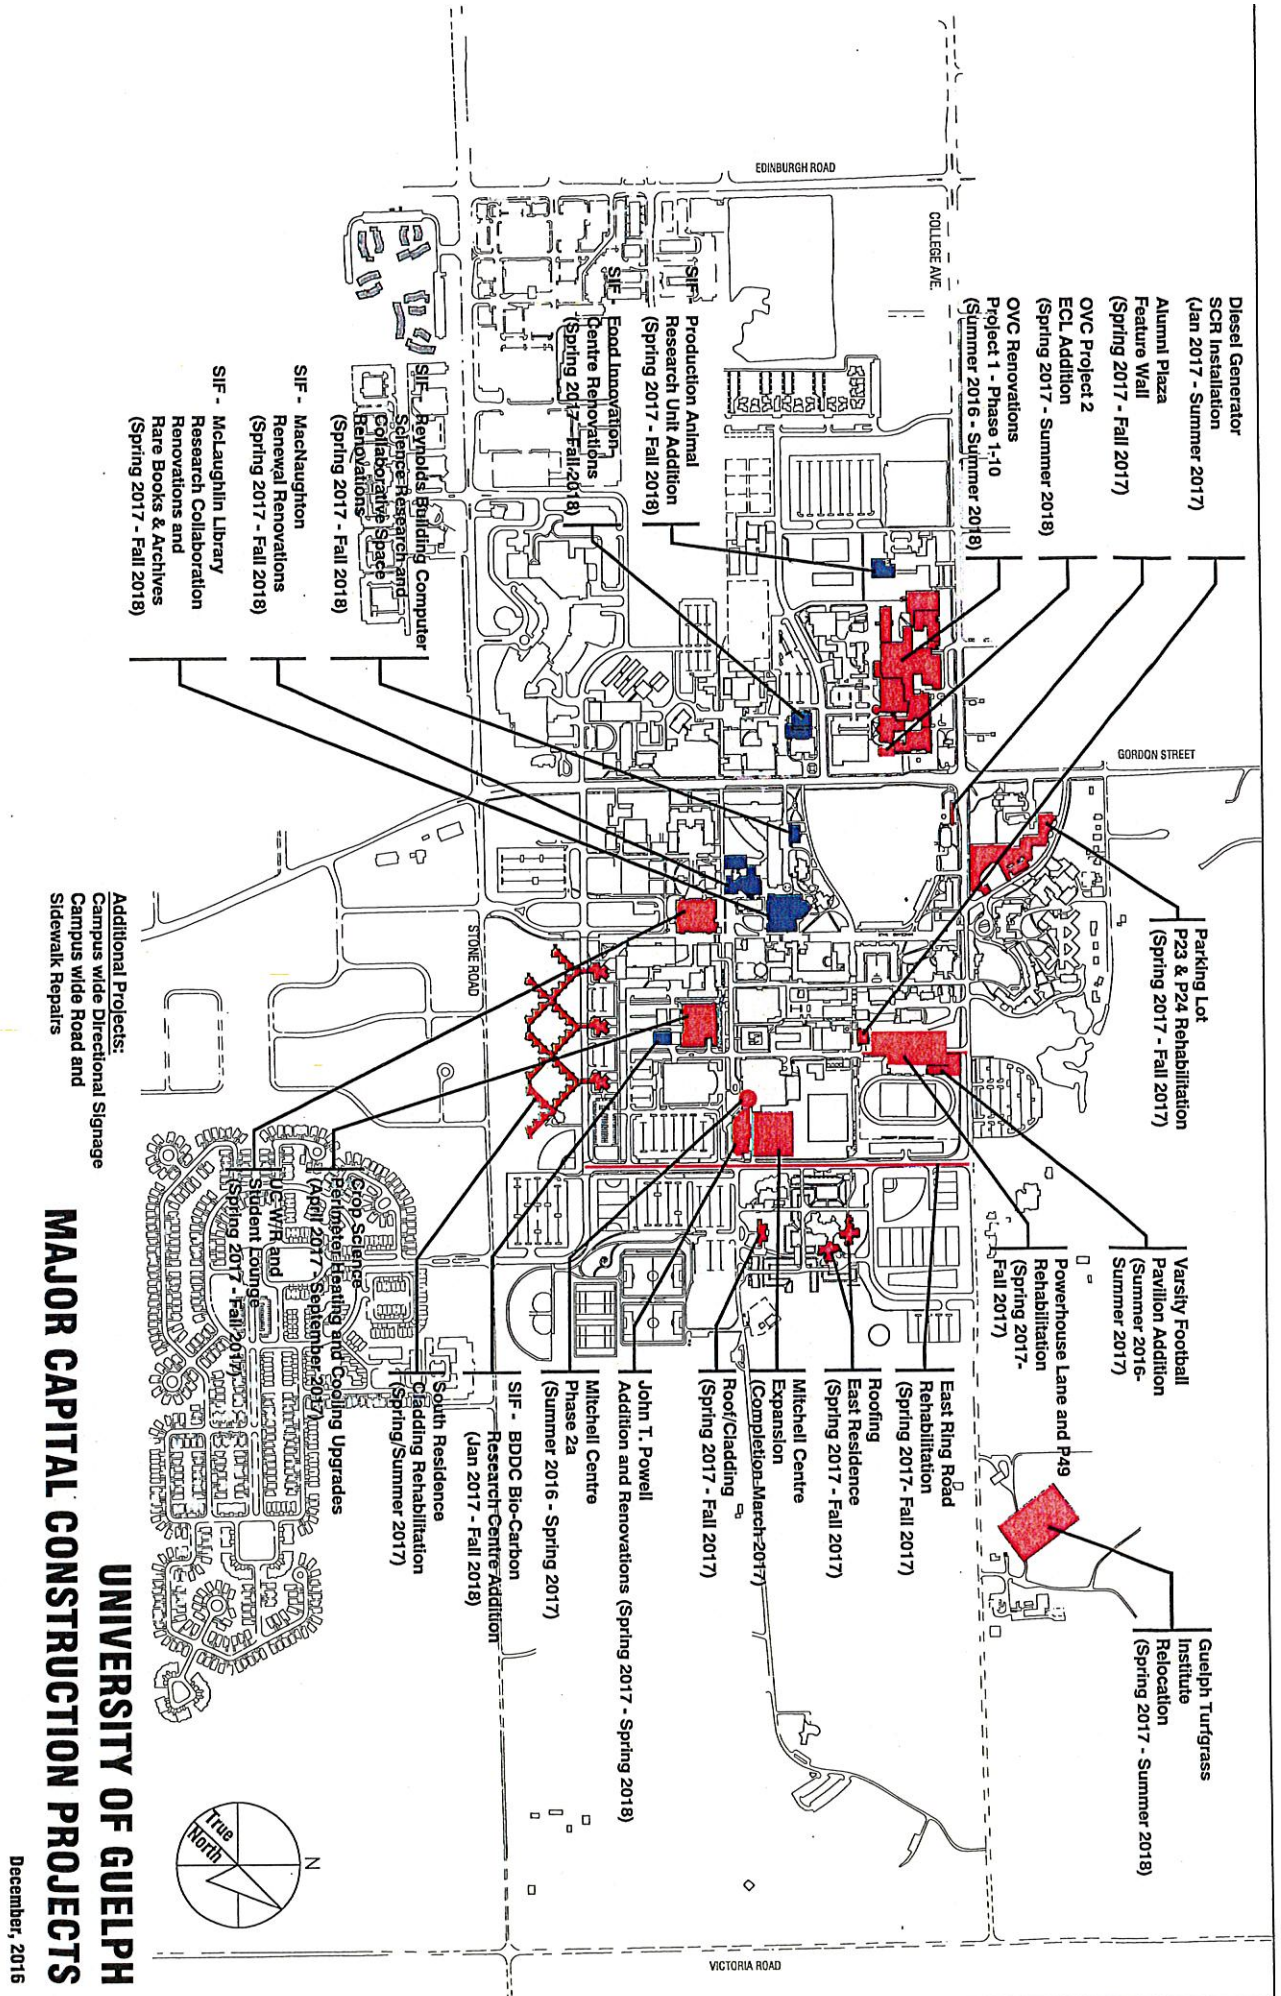 Diesel Generator
SCR Installation
(Jan 2017 - Summer 2017)
Alumni Plaza
Feature Wall
(Spring 2017 - Fall 2017)
OVC Project 2
ECL Addition
(Spring 2017 - Summer 2018)
OVC Renovations
Project 1 - Phase 1-10
(Summer 2016 - Summer 2018)
SIF - Production Animal
Research Unit Addition
(Spring 2017 - Fall 2018)
SIF - Food Innovation
Centre Renovations
(Spring 2017 - Fall 2018)
SIF - Reynolds Building Computer
Science Research and
Collaborative Space
Renovations
(Spring 2017 - Fall 2018)
SIF - MacNaughton
Renewal Renovations
(Spring 2017 - Fall 2018)
SIF - McLaughlin Library
Research Collaboration
Renovations and
Rare Books & Archives
(Spring 2017 - Fall 2018)
EDINBURGH ROAD
COLLEGE AVE.
GORDON STREET
STONE ROAD
VICTORIA ROAD
Parking Lot
P23 & P24 Rehabilitation
(Spring 2017 - Fall 2017)
Varsity Football
Pavilion Addition
(Summer 2016-
Summer 2017)
Powerhouse Lane and P49
Rehabilitation
(Spring 2017-
Fall 2017)
Guelph Turfgrass
Institute
Relocation
(Spring 2017 - Summer 2018)
East Ring Road
Rehabilitation
(Spring 2017- Fall 2017)
Roofing
East Residence
(Spring 2017 - Fall 2017)
Mitchell Centre
Expansion
(Completion-March-2017)
Roof/Cladding
(Spring 2017 - Fall 2017)
John T. Powell
Addition and Renovations (Spring 2017 - Spring 2018)
Mitchell Centre
Phase 2a
(Summer 2016 - Spring 2017)
SIF - BDDC Bio-Carbon
Research Centre Addition
(Jan 2017 - Fall 2018)
South Residence
Cladding Rehabilitation
(Spring/Summer 2017)
Crop Science
Perimeter Heating and Cooling Upgrades
(April 2017 - September 2017)
UC W/R and
Student Lounge
(Spring 2017 - Fall 2017)
Additional Projects:
Campus wide Directional Signage
Campus wide Road and
Sidewalk Repairs
N
True
North
UNIVERSITY OF GUELPH
MAJOR CAPITAL CONSTRUCTION PROJECTS
December, 2016